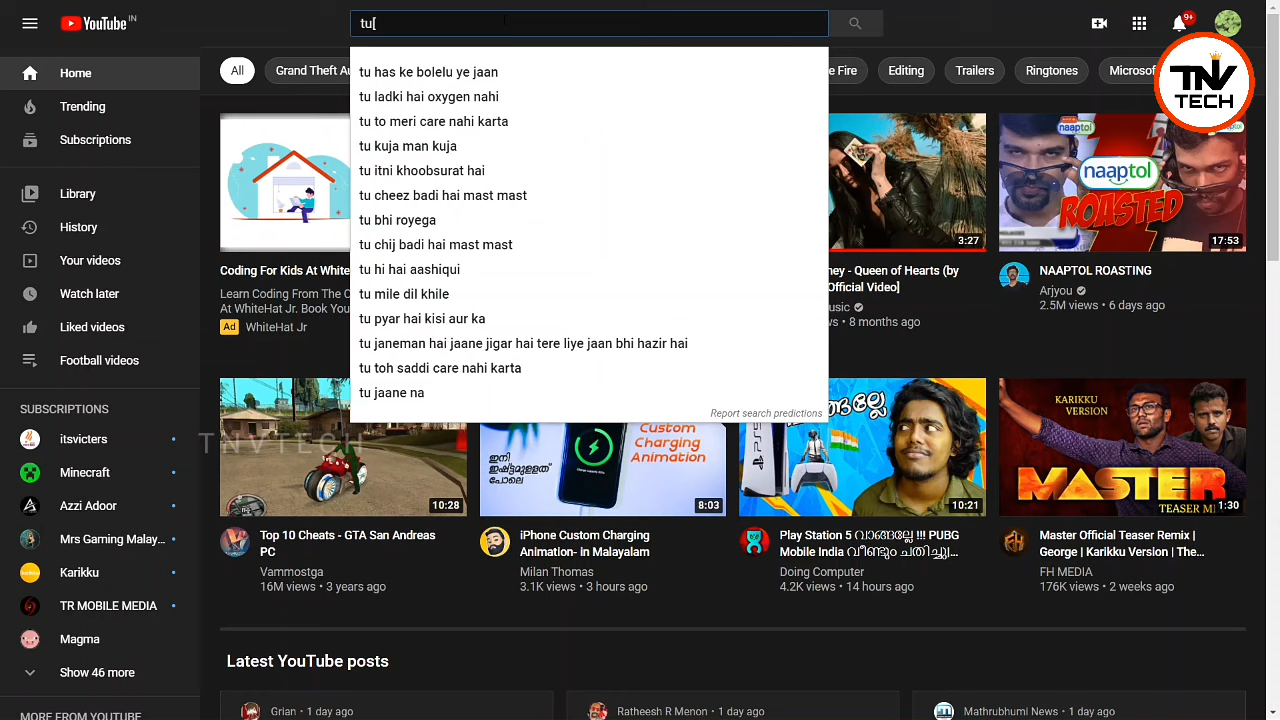 YouTube IN
tu[
9+
TNV TECH
Home
Trending
Subscriptions
Library
History
Your videos
Watch later
Liked videos
Football videos
SUBSCRIPTIONS
itsvicters
Minecraft
Azzi Adoor
Mrs Gaming Malay...
Karikku
TR MOBILE MEDIA
Magma
Show 46 more
MORE FROM YOUTUBE
All
Grand Theft Au
e Fire
Editing
Trailers
Ringtones
Microsof
tu has ke bolelu ye jaan
tu ladki hai oxygen nahi
tu to meri care nahi karta
tu kuja man kuja
tu itni khoobsurat hai
tu cheez badi hai mast mast
tu bhi royega
tu chij badi hai mast mast
tu hi hai aashiqui
tu mile dil khile
tu pyar hai kisi aur ka
tu janeman hai jaane jigar hai tere liye jaan bhi hazir hai
tu toh saddi care nahi karta
tu jaane na
Report search predictions
Coding For Kids At White
Learn Coding From The C
At WhiteHat Jr. Book You
Ad WhiteHat Jr
3:27
ney - Queen of Hearts (by
Official Video]
usic
ws • 8 months ago
naaptol
naaptol
ROASTED
17:53
NAAPTOL ROASTING
Arjyou
2.5M views • 6 days ago
TNVTECH
10:28
Top 10 Cheats - GTA San Andreas
PC
Vammostga
16M views • 3 years ago
ഇനി
ഇഷ്ടമുള്ളത്
പോലെ
Custom
Charging
Animation
8:03
iPhone Custom Charging
Animation- in Malayalam
Milan Thomas
3.1K views • 3 hours ago
10:21
Play Station 5 വാങ്ങല്ലേ !!! PUBG
Mobile India വീണ്ടും ചതിച്ചു...
Doing Computer
4.2K views • 14 hours ago
KARIKKU
VERSION
MASTER
TEASER M
1:30
Master Official Teaser Remix |
George | Karikku Version | The...
FH MEDIA
176K views • 2 weeks ago
Latest YouTube posts
Grian • 1 day ago
Ratheesh R Menon • 1 day ago
Mathrubhumi News • 1 day ago